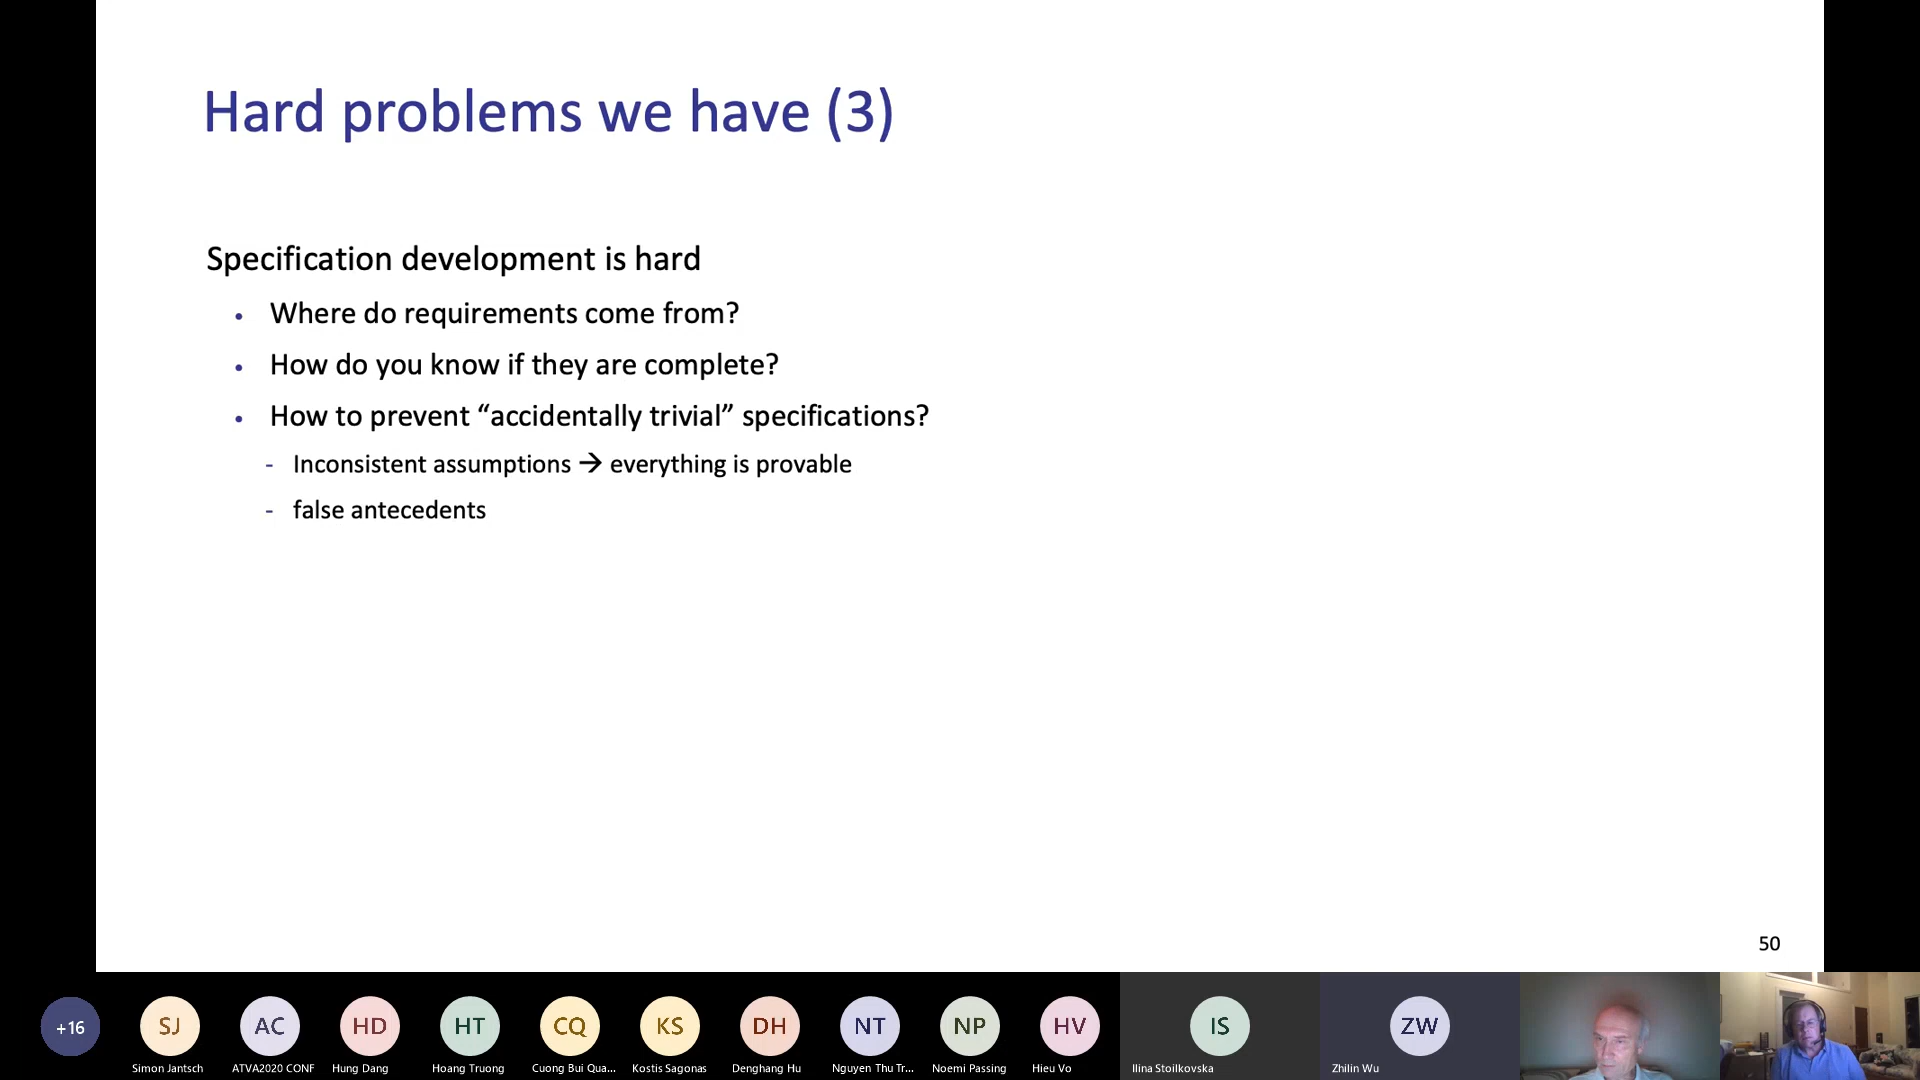 Hard problems we have (3)
Specification development is hard
• Where do requirements come from?
• How do you know if they are complete?
• How to prevent “accidentally trivial” specifications?
- Inconsistent assumptions → everything is provable
- false antecedents
50
+16
SJ
AC
HD
HT
CQ
KS
DH
NT
NP
HV
IS
ZW
Simon Jantsch
ATVA2020 CONF
Hung Dang
Hoang Truong
Cuong Bui Qua...
Kostis Sagonas
Denghang Hu
Nguyen Thu Tr...
Noemi Passing
Hieu Vo
Ilina Stoilkovska
Zhilin Wu